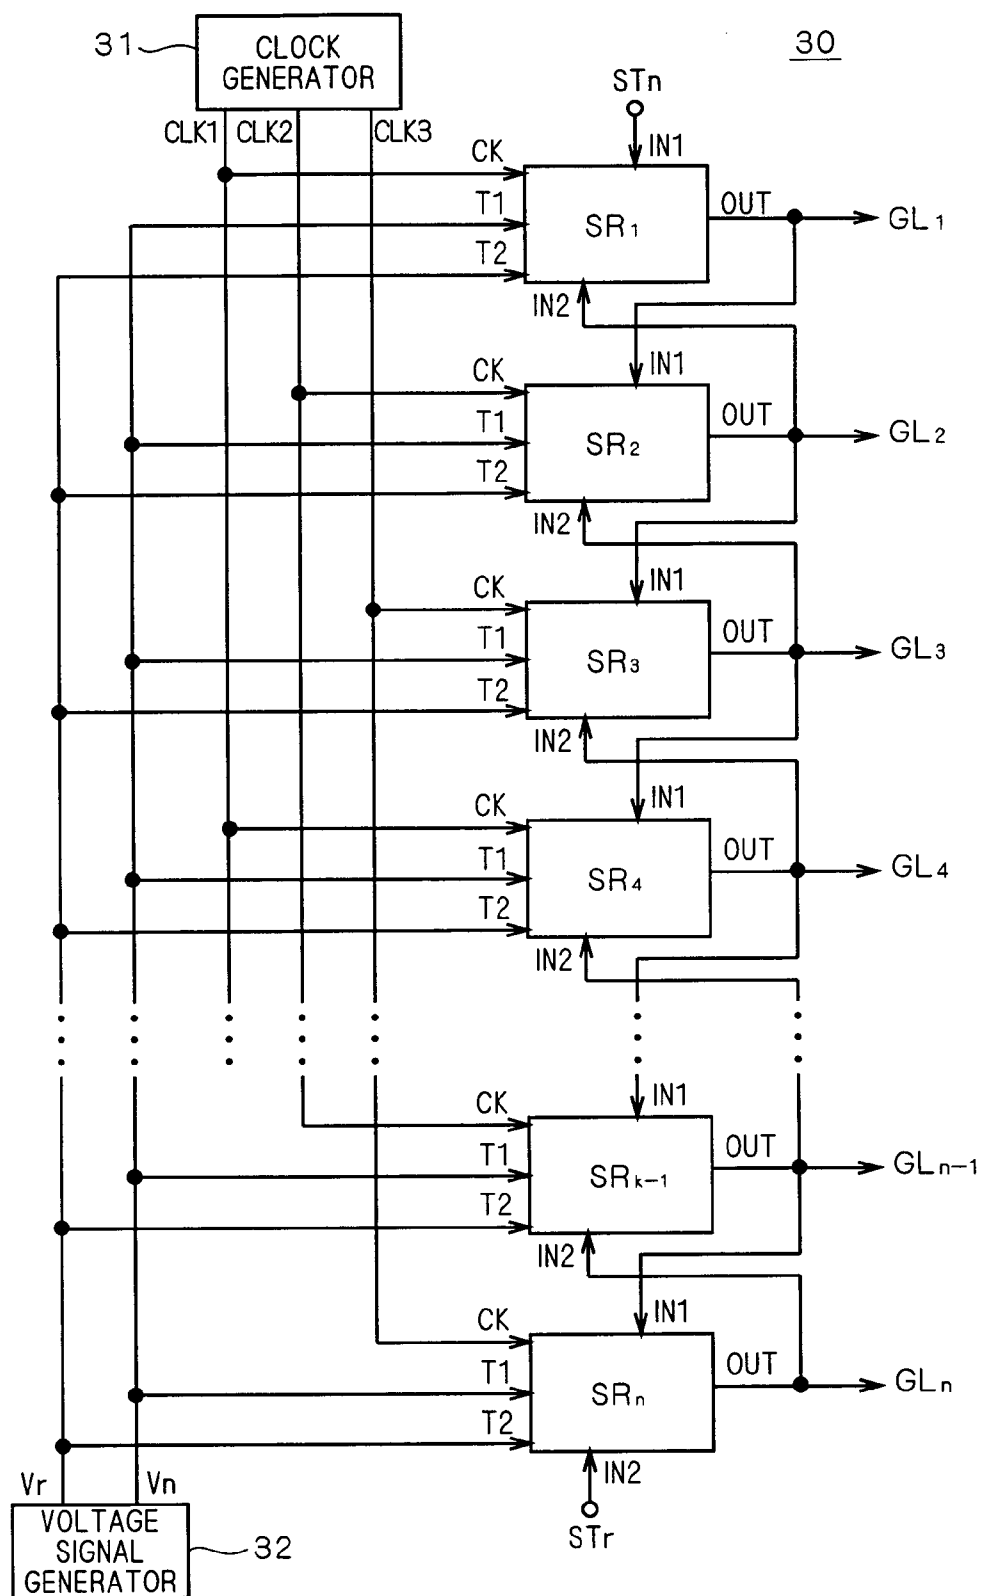 31
CLOCK
GENERATOR
30
CLK1 CLK2 CLK3
STn
IN1
CK
T1
T2
SR1
OUT
GL1
IN2
IN1
CK
T1
T2
SR2
OUT
GL2
IN2
IN1
CK
T1
T2
SR3
OUT
GL3
IN2
IN1
CK
T1
T2
SR4
OUT
GL4
IN2
IN1
CK
T1
T2
SRk-1
OUT
GLn-1
IN2
IN1
CK
T1
T2
SRn
OUT
GLn
IN2
STr
Vr Vn
VOLTAGE
SIGNAL
GENERATOR
32